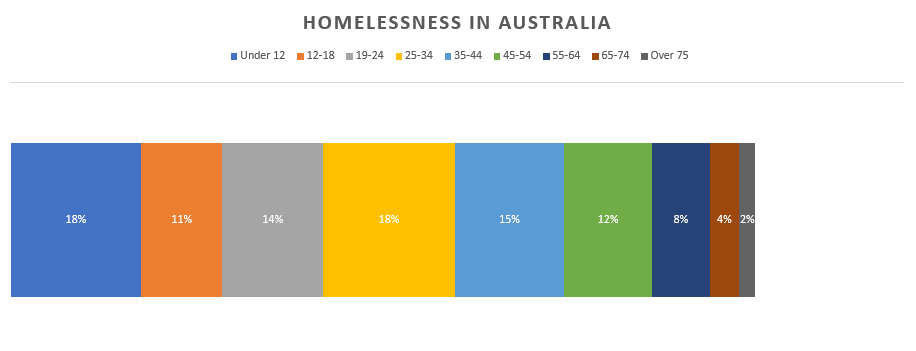 HOMELESSNESS IN AUSTRALIA
Under 12 12-18 19-24 25-34 35-44 45-54 55-64 65-74 Over 75
18% 11% 14% 18% 15% 12% 8% 4% 2%